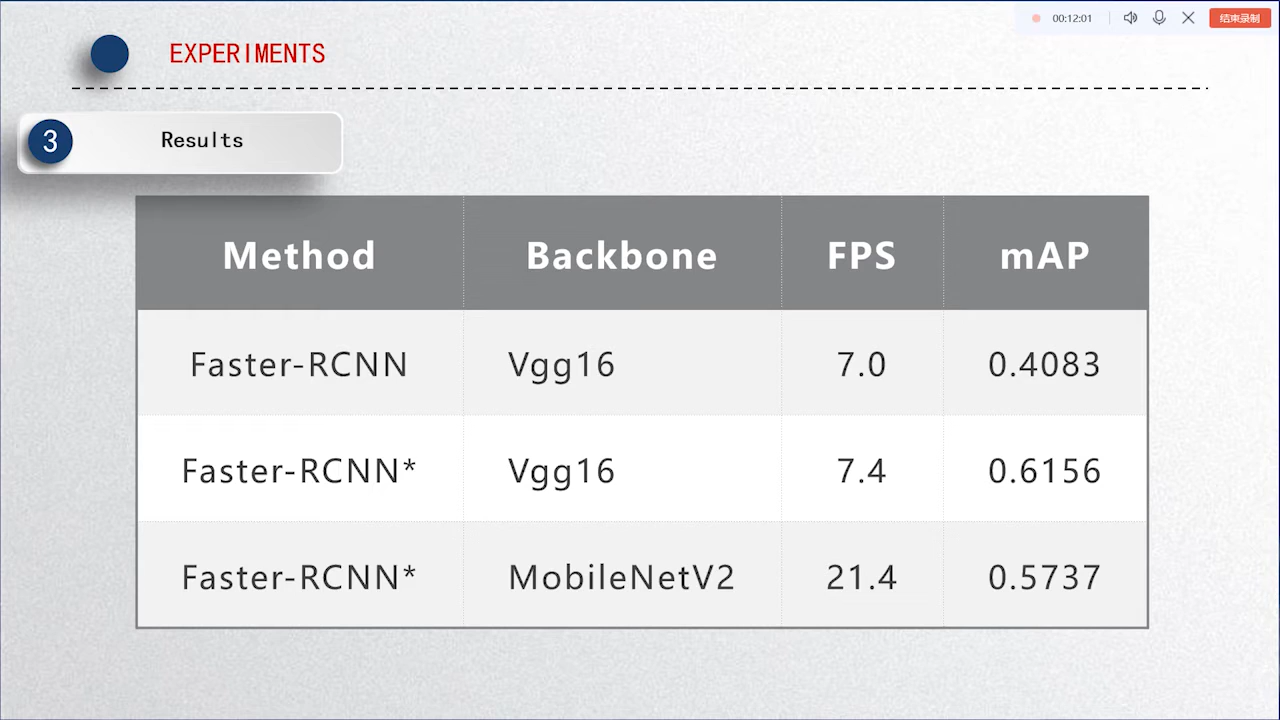 00:12:01
结束录制
EXPERIMENTS
3 Results
Method Backbone FPS mAP
Faster-RCNN Vgg16 7.0 0.4083
Faster-RCNN* Vgg16 7.4 0.6156
Faster-RCNN* MobileNetV2 21.4 0.5737